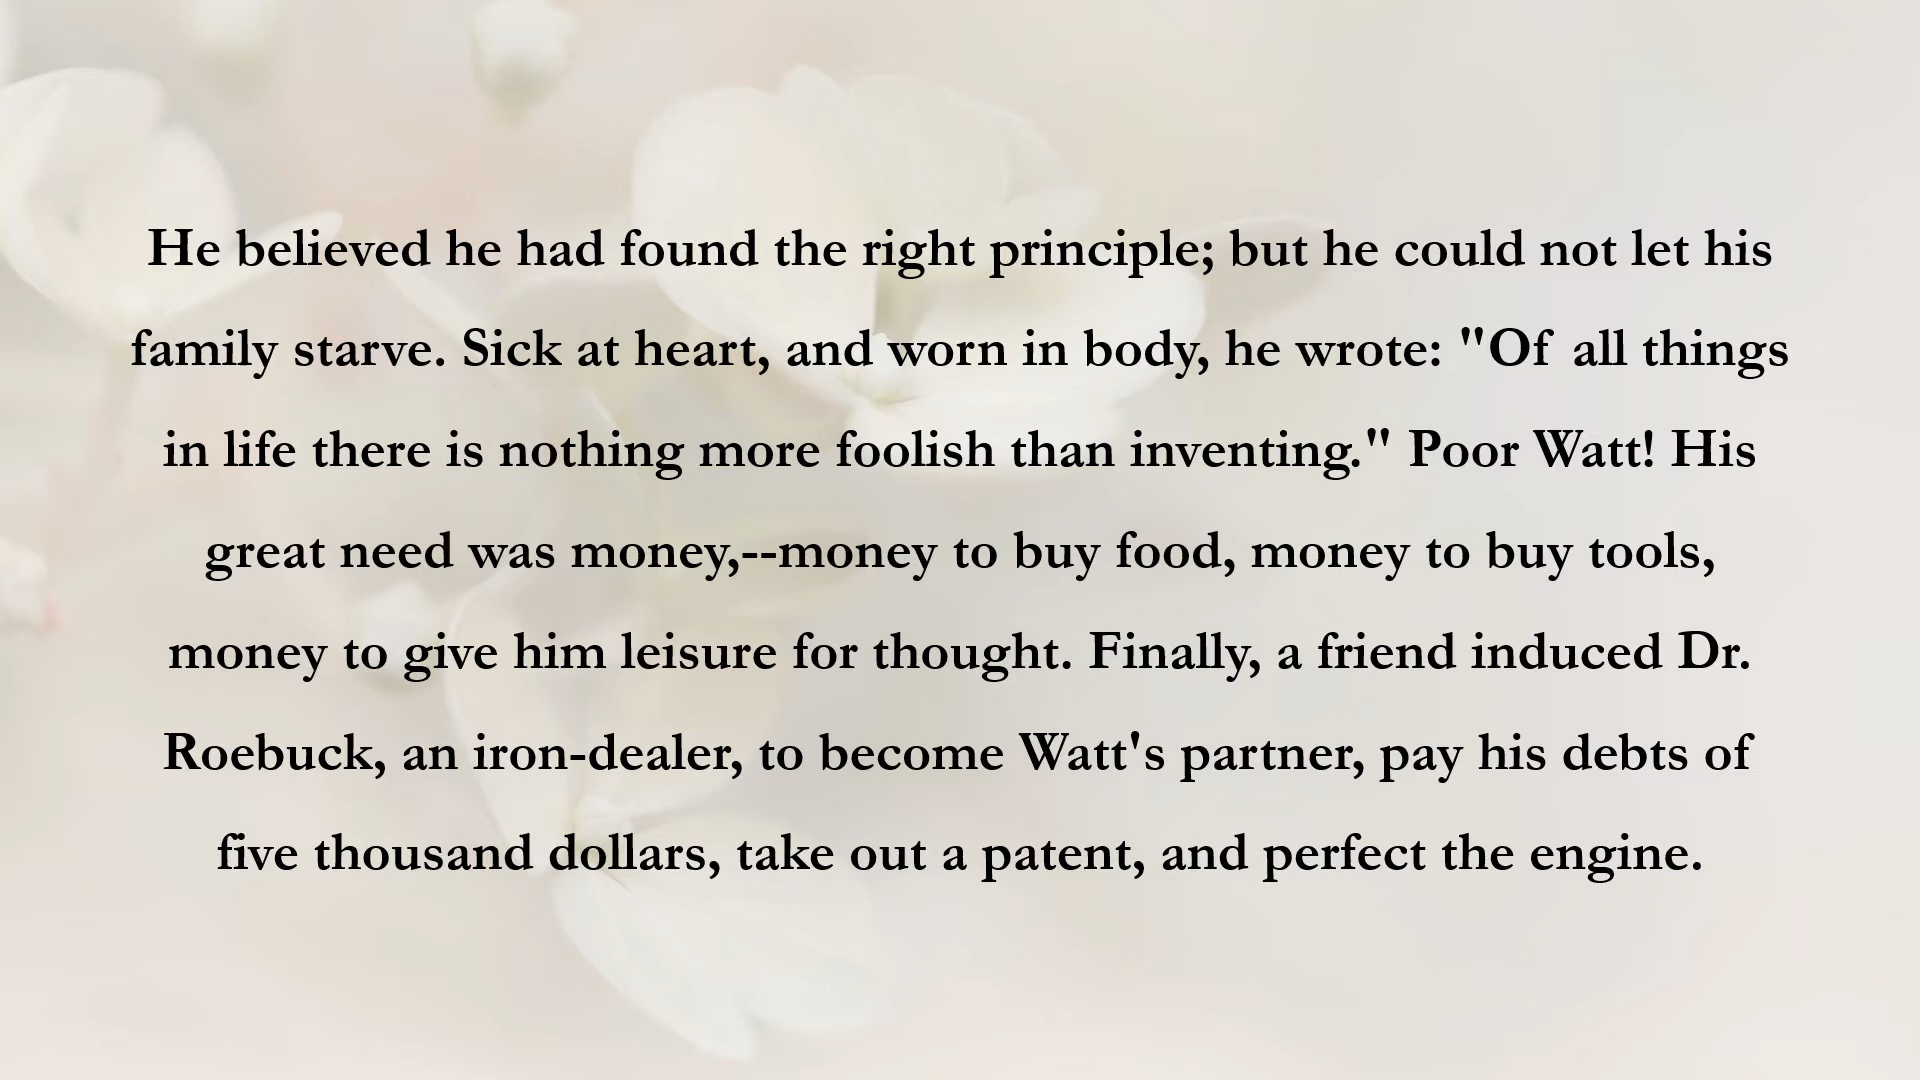 He believed he had found the right principle; but he could not let his
family starve. Sick at heart, and worn in body, he wrote: "Of all things
in life there is nothing more foolish than inventing." Poor Watt! His
great need was money,--money to buy food, money to buy tools,
money to give him leisure for thought. Finally, a friend induced Dr.
Roebuck, an iron-dealer, to become Watt's partner, pay his debts of
five thousand dollars, take out a patent, and perfect the engine.